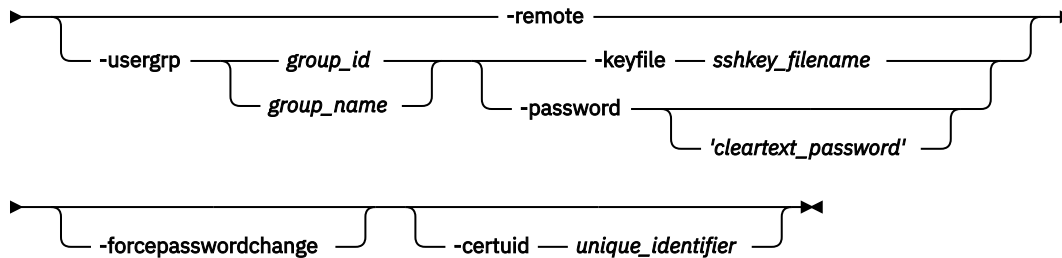 -remote
-usergrp group_id -keyfile sshkey_filename
group_name -password
'cleartext_password'
-forcepasswordchange -certuid unique_identifier